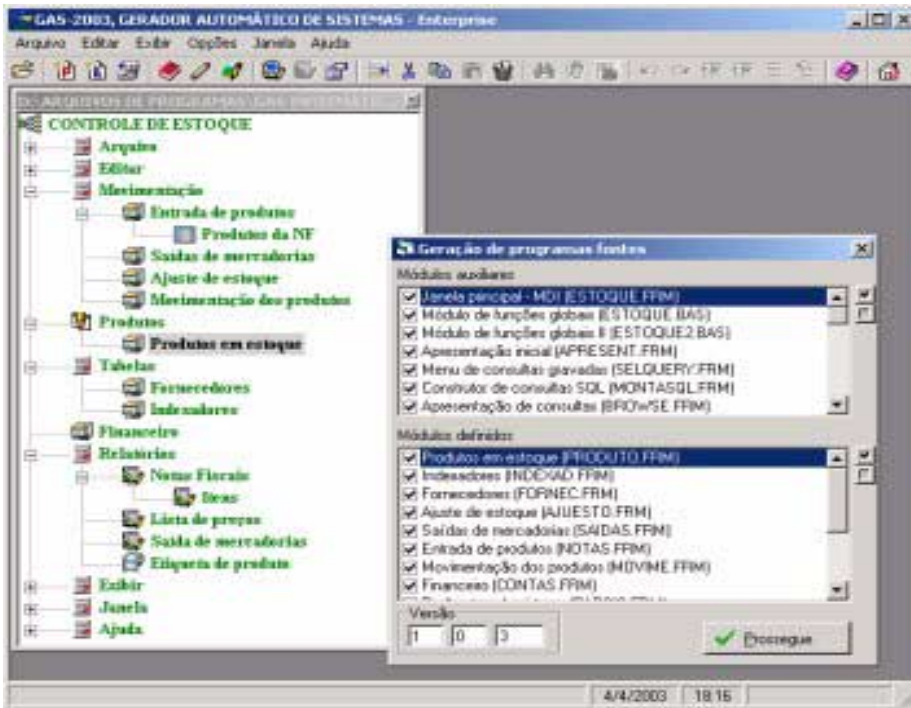 GAS-2003, GERADOR AUTOMÁTICO DE SISTEMAS - Enterprise
Arquivo Editar Exibir Opções Janela Ajuda
D:\ARQUIVOS DE PROGRAMAS\GAS INFORMÁTIC
CONTROLE DE ESTOQUE
Arquivo
Editar
Movimentação
Entrada de produtos
Produtos da NF
Saídas de mercadorias
Ajuste de estoque
Movimentação dos produtos
Produtos
Produtos em estoque
Tabelas
Fornecedores
Indexadores
Financeiro
Relatórios
Notas Fiscais
Itens
Lista de preços
Saída de mercadorias
Etiqueta de produto
Exibir
Janela
Ajuda
Geração de programas fontes
Módulos auxiliares
Janela principal - MDI (ESTOQUE.FRM)
Módulo de funções globais (ESTOQUE.BAS)
Módulo de funções globais II (ESTOQUE2.BAS)
Apresentação inicial (APRESENT.FRM)
Menu de consultas gravadas (SELQUERY.FRM)
Construtor de consultas SQL (MONTASQL.FRM)
Apresentação de consultas (BROWSE.FRM)
Módulos definidos
Produtos em estoque (PRODUTO.FRM)
Indexadores (INDEXAD.FRM)
Fornecedores (FORNEC.FRM)
Ajuste de estoque (AJUESTO.FRM)
Saídas de mercadorias (SAIDAS.FRM)
Entrada de produtos (NOTAS.FRM)
Movimentação dos produtos (MOVIME.FRM)
Financeiro (CONTAS.FRM)
Versão
1 0 3
Prossegue
4/4/2003 18:16